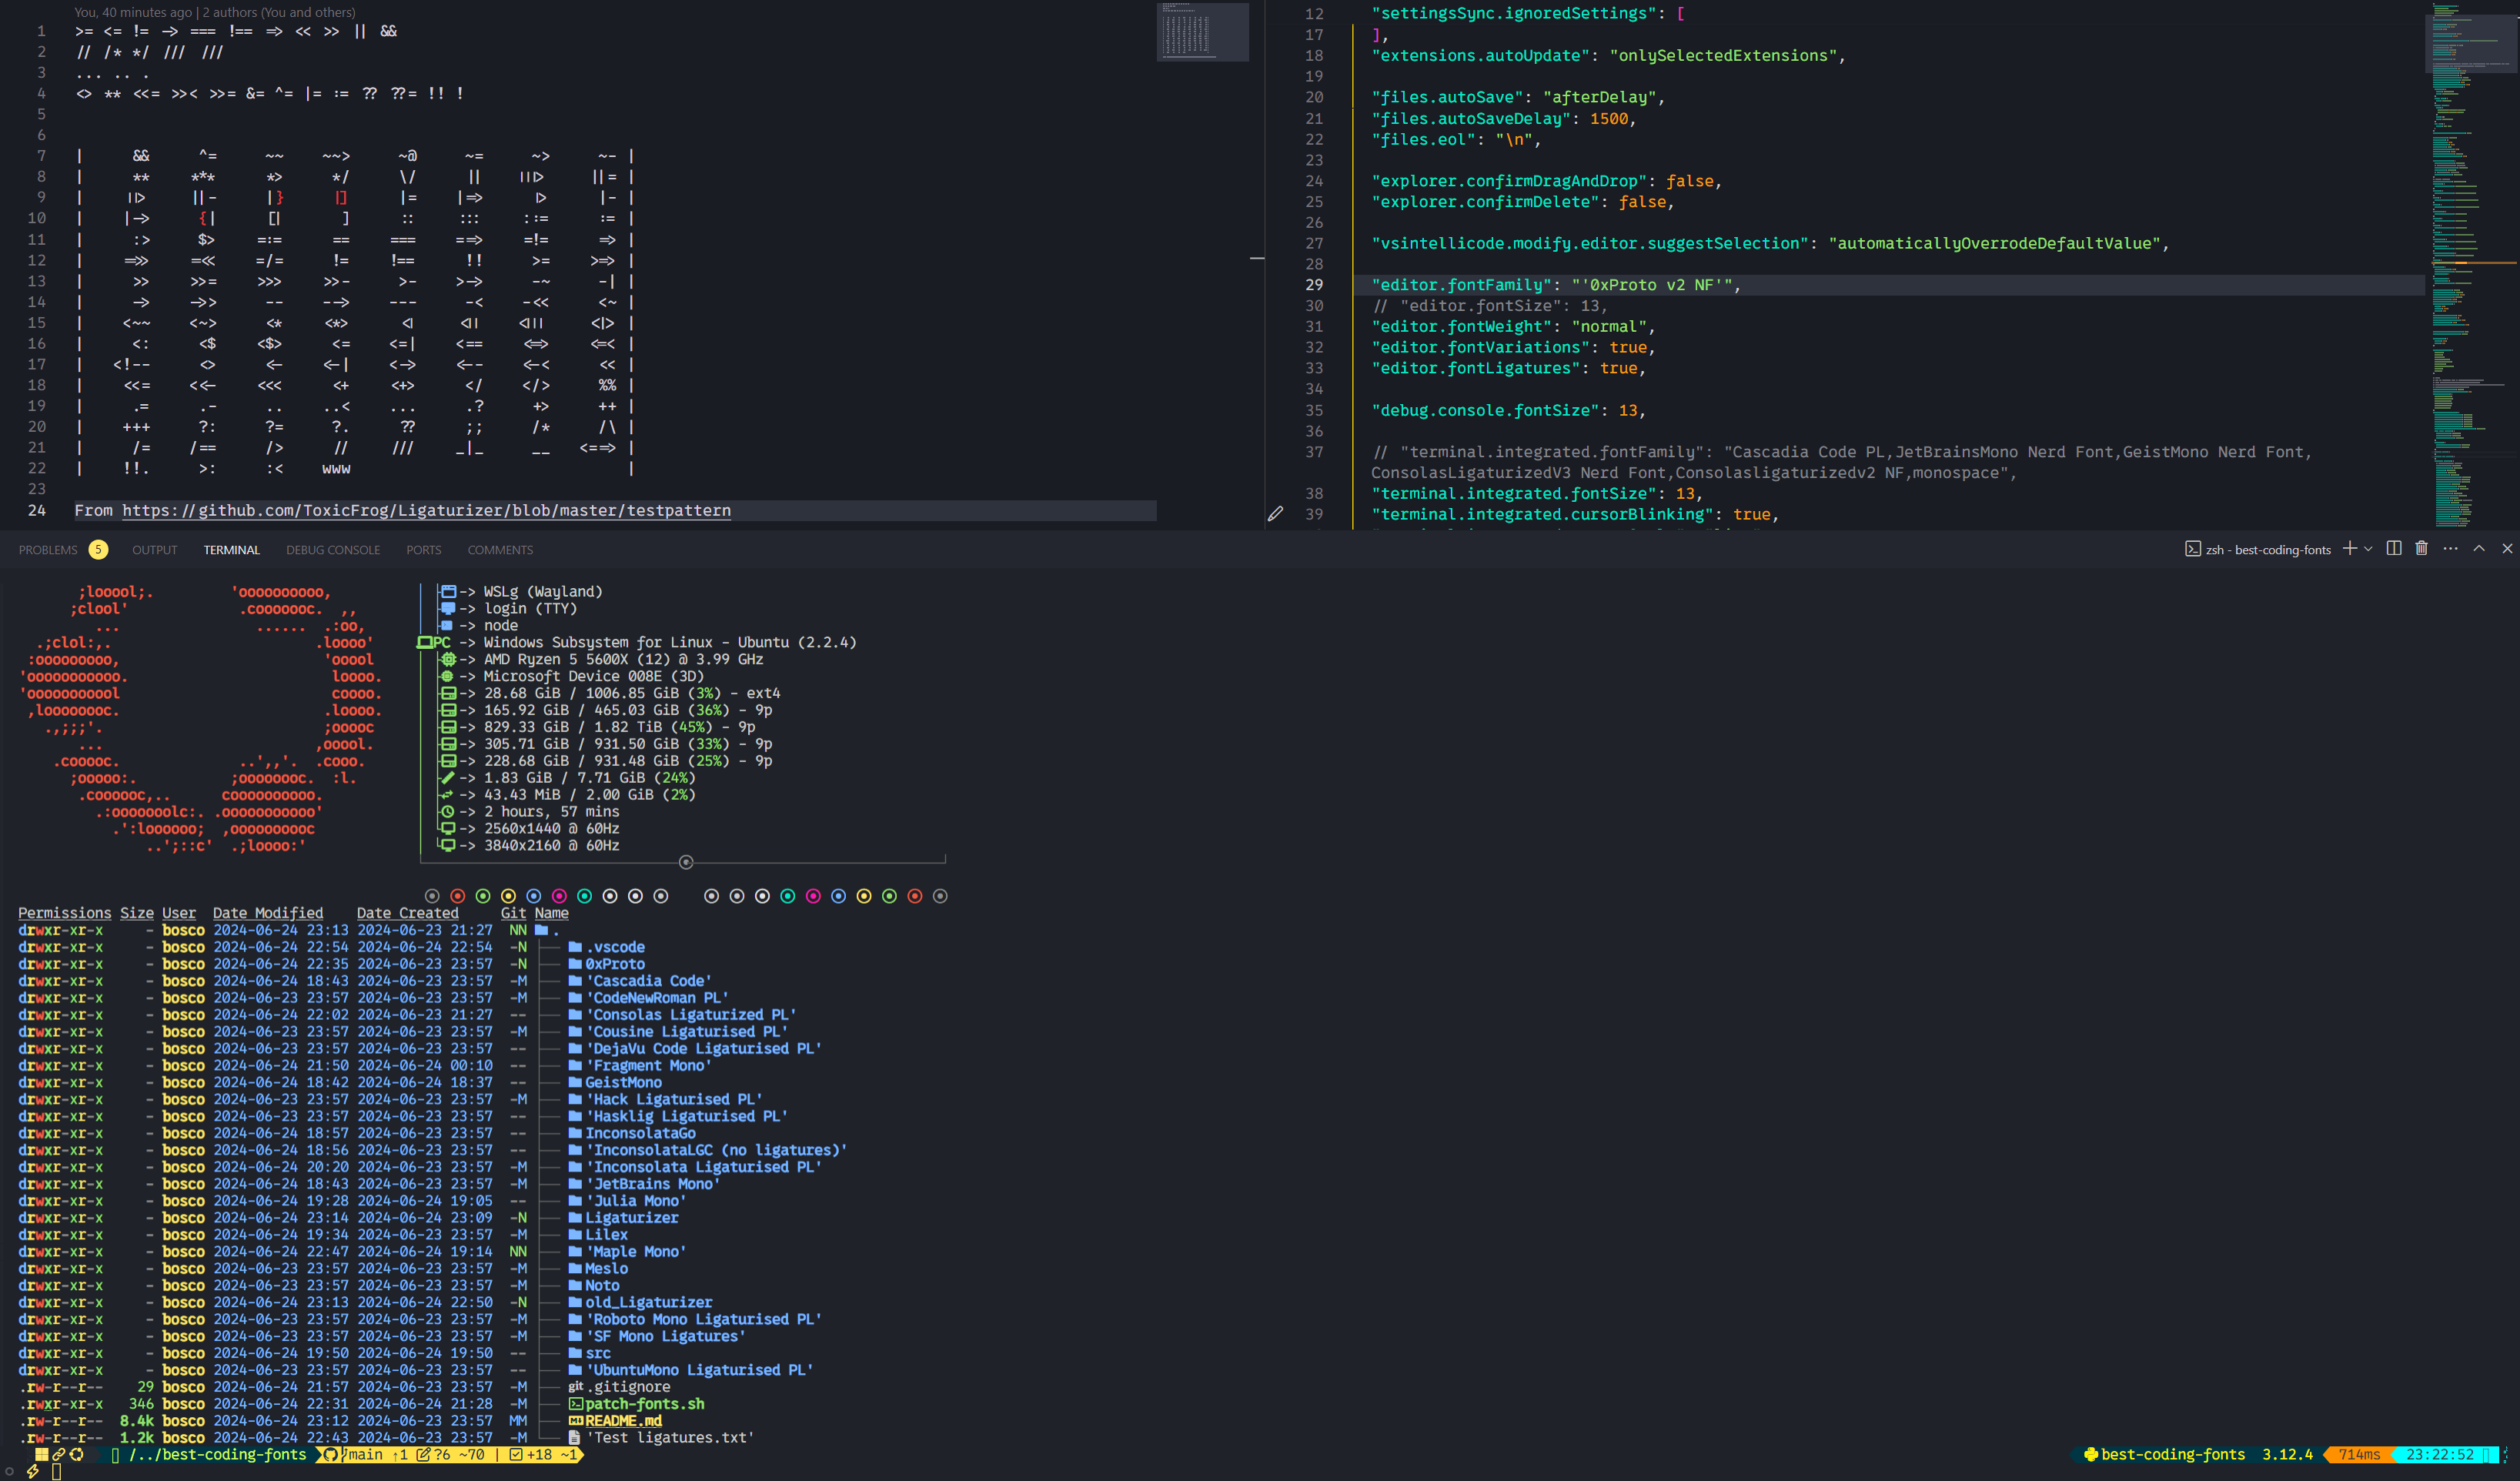 You, 40 minutes ago | 2 authors (You and others)
1 >= <= != -> === !== => << >> || &&
2 // /* */ /// ///
3 ... .. .
4 <> ** <<= >>< >>= &= ^= |= := ?? ??= !! !
5
6
7 | && ^= ~~ ~~> ~@ ~= ~> ~- |
8 | ** *** *> */ \/ || |||> ||= |
9 | ||> ||- |} |] |= |=> |> |- |
10 | |-> {| [| ] :: ::: ::= := |
11 | :> $> =:= == === ==> =!= => |
12 | =>> =<< =/= != !== !! >= >=> |
13 | >> >>= >>> >>- >- >-> -~ -| |
14 | -> ->> -- --> --- -< -<< <~ |
15 | <~~ <~> <* <*> <| <|| <||| <|> |
16 | <: <$ <$> <= <=| <== <=> <=< |
17 | <!-- <> <- <-| <-> <-- <-< << |
18 | <<= <<- <<< <+ <+> </ </> %% |
19 | .= .- .. ..< ... .? +> ++ |
20 | +++ ?: ?= ?. ?? ;; /* /\ |
21 | /= /== /> // /// _|_ __ <==> |
22 | !!. >: :< www |
23
24 From https://github.com/ToxicFrog/Ligaturizer/blob/master/testpattern
12 "settingsSync.ignoredSettings": [
17 ],
18 "extensions.autoUpdate": "onlySelectedExtensions",
19
20 "files.autoSave": "afterDelay",
21 "files.autoSaveDelay": 1500,
22 "files.eol": "\n",
23
24 "explorer.confirmDragAndDrop": false,
25 "explorer.confirmDelete": false,
26
27 "vsintellicode.modify.editor.suggestSelection": "automaticallyOverrodeDefaultValue",
28
29 "editor.fontFamily": "'0xProto v2 NF'",
30 // "editor.fontSize": 13,
31 "editor.fontWeight": "normal",
32 "editor.fontVariations": true,
33 "editor.fontLigatures": true,
34
35 "debug.console.fontSize": 13,
36
37 // "terminal.integrated.fontFamily": "Cascadia Code PL,JetBrainsMono Nerd Font,GeistMono Nerd Font,
ConsolasLigaturizedV3 Nerd Font,Consolasligaturizedv2 NF,monospace",
38 "terminal.integrated.fontSize": 13,
39 "terminal.integrated.cursorBlinking": true,
PROBLEMS 5 OUTPUT TERMINAL DEBUG CONSOLE PORTS COMMENTS
zsh - best-coding-fonts
;looool;. 'oooooooooo,
;clool' .cooooooc. ,,
... ...... .:oo,
.;clol:,. .loooo'
:ooooooooo, 'ooool
'ooooooooooo. loooo.
'ooooooooool coooo.
,loooooooc. .loooo.
.,;;;'. ;ooooc
... ,ooool.
.cooooc. ..',,'. .cooo.
;ooooo:. ;oooooooc. :l.
.coooooc,.. coooooooooo.
.:ooooooolc:. .ooooooooooo'
.':loooooo; ,oooooooooc
..';::c' .;loooo:'
-> WSLg (Wayland)
-> login (TTY)
-> node
PC -> Windows Subsystem for Linux - Ubuntu (2.2.4)
-> AMD Ryzen 5 5600X (12) @ 3.99 GHz
-> Microsoft Device 008E (3D)
-> 28.68 GiB / 1006.85 GiB (3%) - ext4
-> 165.92 GiB / 465.03 GiB (36%) - 9p
-> 829.33 GiB / 1.82 TiB (45%) - 9p
-> 305.71 GiB / 931.50 GiB (33%) - 9p
-> 228.68 GiB / 931.48 GiB (25%) - 9p
-> 1.83 GiB / 7.71 GiB (24%)
-> 43.43 MiB / 2.00 GiB (2%)
-> 2 hours, 57 mins
-> 2560x1440 @ 60Hz
-> 3840x2160 @ 60Hz
Permissions Size User Date Modified Date Created Git Name
drwxr-xr-x - bosco 2024-06-24 23:13 2024-06-23 21:27 NN .
drwxr-xr-x - bosco 2024-06-24 22:54 2024-06-24 22:54 -N .vscode
drwxr-xr-x - bosco 2024-06-24 22:35 2024-06-23 23:57 -N 0xProto
drwxr-xr-x - bosco 2024-06-24 18:43 2024-06-23 23:57 -M 'Cascadia Code'
drwxr-xr-x - bosco 2024-06-23 23:57 2024-06-23 23:57 -M 'CodeNewRoman PL'
drwxr-xr-x - bosco 2024-06-24 22:02 2024-06-23 21:27 -- 'Consolas Ligaturized PL'
drwxr-xr-x - bosco 2024-06-23 23:57 2024-06-23 23:57 -M 'Cousine Ligaturised PL'
drwxr-xr-x - bosco 2024-06-23 23:57 2024-06-23 23:57 -- 'DejaVu Code Ligaturised PL'
drwxr-xr-x - bosco 2024-06-24 21:50 2024-06-24 00:10 -- 'Fragment Mono'
drwxr-xr-x - bosco 2024-06-24 18:42 2024-06-24 18:37 -- GeistMono
drwxr-xr-x - bosco 2024-06-23 23:57 2024-06-23 23:57 -M 'Hack Ligaturised PL'
drwxr-xr-x - bosco 2024-06-23 23:57 2024-06-23 23:57 -- 'Hasklig Ligaturised PL'
drwxr-xr-x - bosco 2024-06-24 18:57 2024-06-23 23:57 -- InconsolataGo
drwxr-xr-x - bosco 2024-06-24 18:56 2024-06-23 23:57 -- 'InconsolataLGC (no ligatures)'
drwxr-xr-x - bosco 2024-06-24 20:20 2024-06-23 23:57 -M 'Inconsolata Ligaturised PL'
drwxr-xr-x - bosco 2024-06-24 18:43 2024-06-23 23:57 -M 'JetBrains Mono'
drwxr-xr-x - bosco 2024-06-24 19:28 2024-06-24 19:05 -- 'Julia Mono'
drwxr-xr-x - bosco 2024-06-24 23:14 2024-06-24 23:09 -N Ligaturizer
drwxr-xr-x - bosco 2024-06-24 19:34 2024-06-23 23:57 -M Lilex
drwxr-xr-x - bosco 2024-06-24 22:47 2024-06-24 19:14 NN 'Maple Mono'
drwxr-xr-x - bosco 2024-06-23 23:57 2024-06-23 23:57 -M Meslo
drwxr-xr-x - bosco 2024-06-23 23:57 2024-06-23 23:57 -M Noto
drwxr-xr-x - bosco 2024-06-24 23:13 2024-06-24 22:50 -N old_Ligaturizer
drwxr-xr-x - bosco 2024-06-23 23:57 2024-06-23 23:57 -M 'Roboto Mono Ligaturised PL'
drwxr-xr-x - bosco 2024-06-23 23:57 2024-06-23 23:57 -M 'SF Mono Ligatures'
drwxr-xr-x - bosco 2024-06-24 19:50 2024-06-24 19:50 -- src
drwxr-xr-x - bosco 2024-06-23 23:57 2024-06-23 23:57 -- 'UbuntuMono Ligaturised PL'
.rw-r--r-- 29 bosco 2024-06-24 21:57 2024-06-23 23:57 -M git .gitignore
.rwxr-xr-x 346 bosco 2024-06-24 22:31 2024-06-24 21:28 -M patch-fonts.sh
.rw-r--r-- 8.4k bosco 2024-06-24 23:12 2024-06-23 23:57 MM README.md
.rw-r--r-- 1.2k bosco 2024-06-24 22:43 2024-06-23 23:57 -M 'Test ligatures.txt'
/../best-coding-fonts main ↑1 ?6 ~70 | +18 ~1
best-coding-fonts 3.12.4 714ms 23:22:52